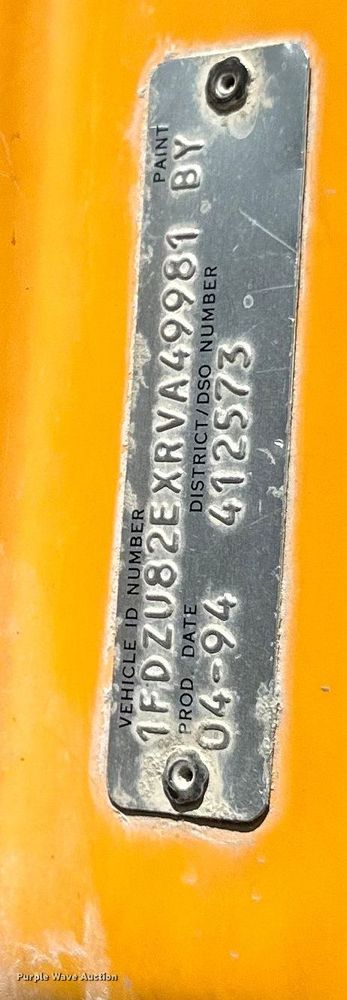 VEHICLE ID NUMBER PAINT
1FDZU82EXRVA49981 BY
PROD DATE DISTRICT/DSO NUMBER
04-94 412573
Purple Wave Auction